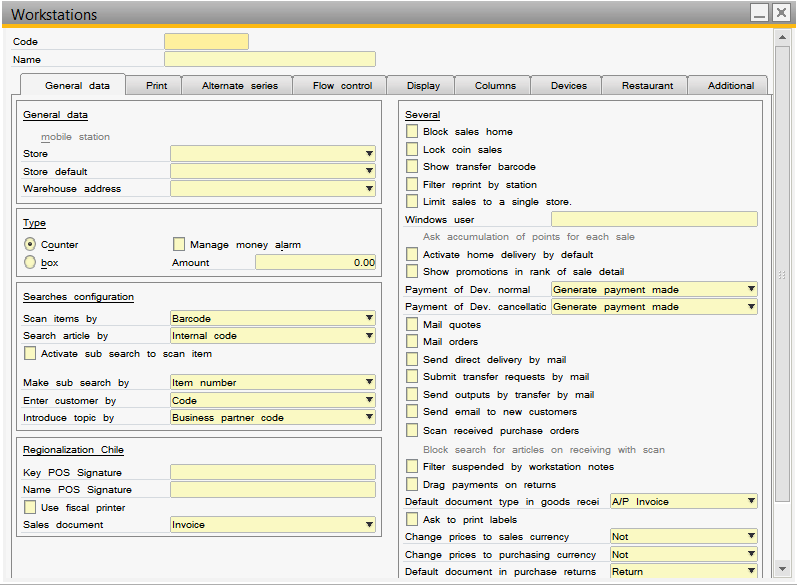 Workstations
Code
Name
General data
Print
Alternate series
Flow control
Display
Columns
Devices
Restaurant
Additional
General data
mobile station
Store
Store default
Warehouse address
Type
Counter
Manage money alarm
box
Amount
0.00
Searches configuration
Scan items by
Barcode
Search article by
Internal code
Activate sub search to scan item
Make sub search by
Item number
Enter customer by
Code
Introduce topic by
Business partner code
Regionalization Chile
Key POS Signature
Name POS Signature
Use fiscal printer
Sales document
Invoice
Several
Block sales home
Lock coin sales
Show transfer barcode
Filter reprint by station
Limit sales to a single store.
Windows user
Ask accumulation of points for each sale
Activate home delivery by default
Show promotions in rank of sale detail
Payment of Dev. normal
Generate payment made
Payment of Dev. cancellatio
Generate payment made
Mail quotes
Mail orders
Send direct delivery by mail
Submit transfer requests by mail
Send outputs by transfer by mail
Send email to new customers
Scan received purchase orders
Block search for articles on receiving with scan
Filter suspended by workstation notes
Drag payments on returns
Default document type in goods recei
A/P Invoice
Ask to print labels
Change prices to sales currency
Not
Change prices to purchasing currency
Not
Default document in purchase returns
Return